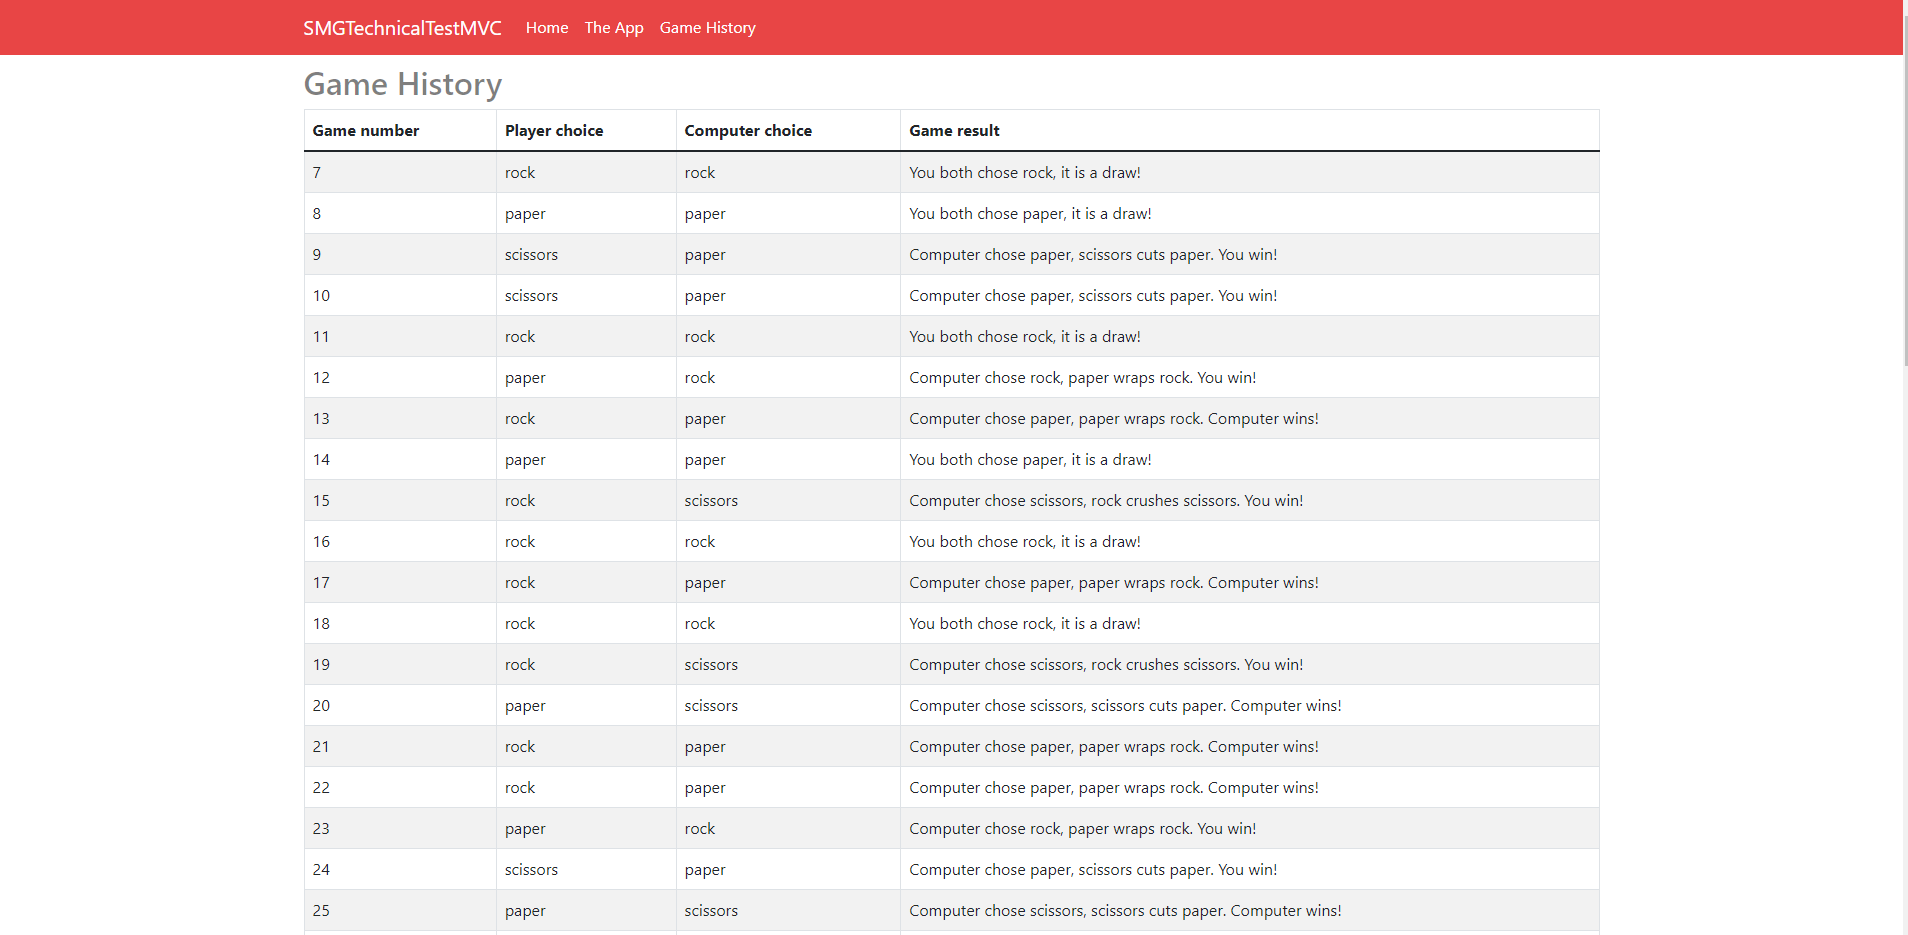 SMGTechnicalTestMVC Home The App Game History
Game History
Game number Player choice Computer choice Game result
7 rock rock You both chose rock, it is a draw!
8 paper paper You both chose paper, it is a draw!
9 scissors paper Computer chose paper, scissors cuts paper. You win!
10 scissors paper Computer chose paper, scissors cuts paper. You win!
11 rock rock You both chose rock, it is a draw!
12 paper rock Computer chose rock, paper wraps rock. You win!
13 rock paper Computer chose paper, paper wraps rock. Computer wins!
14 paper paper You both chose paper, it is a draw!
15 rock scissors Computer chose scissors, rock crushes scissors. You win!
16 rock rock You both chose rock, it is a draw!
17 rock paper Computer chose paper, paper wraps rock. Computer wins!
18 rock rock You both chose rock, it is a draw!
19 rock scissors Computer chose scissors, rock crushes scissors. You win!
20 paper scissors Computer chose scissors, scissors cuts paper. Computer wins!
21 rock paper Computer chose paper, paper wraps rock. Computer wins!
22 rock paper Computer chose paper, paper wraps rock. Computer wins!
23 paper rock Computer chose rock, paper wraps rock. You win!
24 scissors paper Computer chose paper, scissors cuts paper. You win!
25 paper scissors Computer chose scissors, scissors cuts paper. Computer wins!